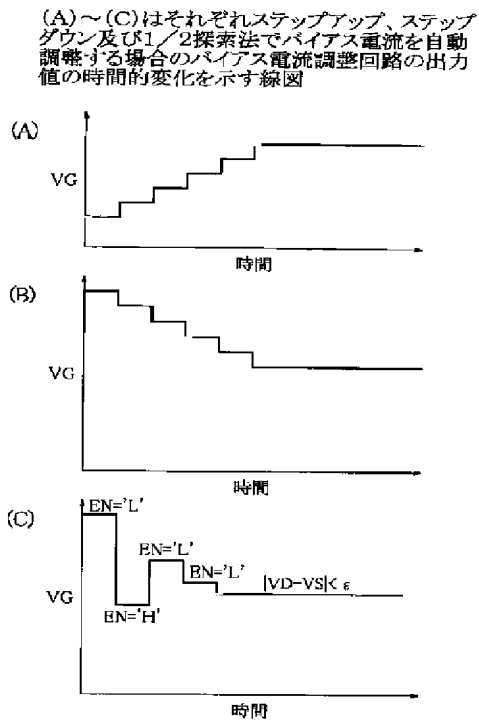 (A)～(C)はそれぞれステップアップ、ステップ
ダウン及び1／2探索法でバイアス電流を自動
調整する場合のバイアス電流調整回路の出力
値の時間的変化を示す線図
(A)
VG
時間
(B)
VG
時間
(C)
EN='L'
EN='L'
EN='L'
|VD-VS|< ε
VG
EN='H'
時間